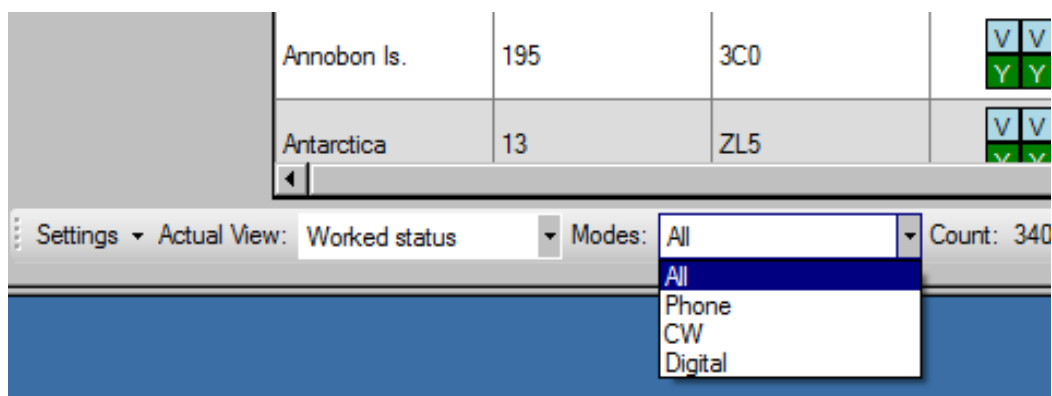 Annobon Is. 195 3C0 V V
Y Y
Antarctica 13 ZL5 V V
Y Y
Settings Actual View: Worked status Modes: All Count: 340
All
Phone
CW
Digital